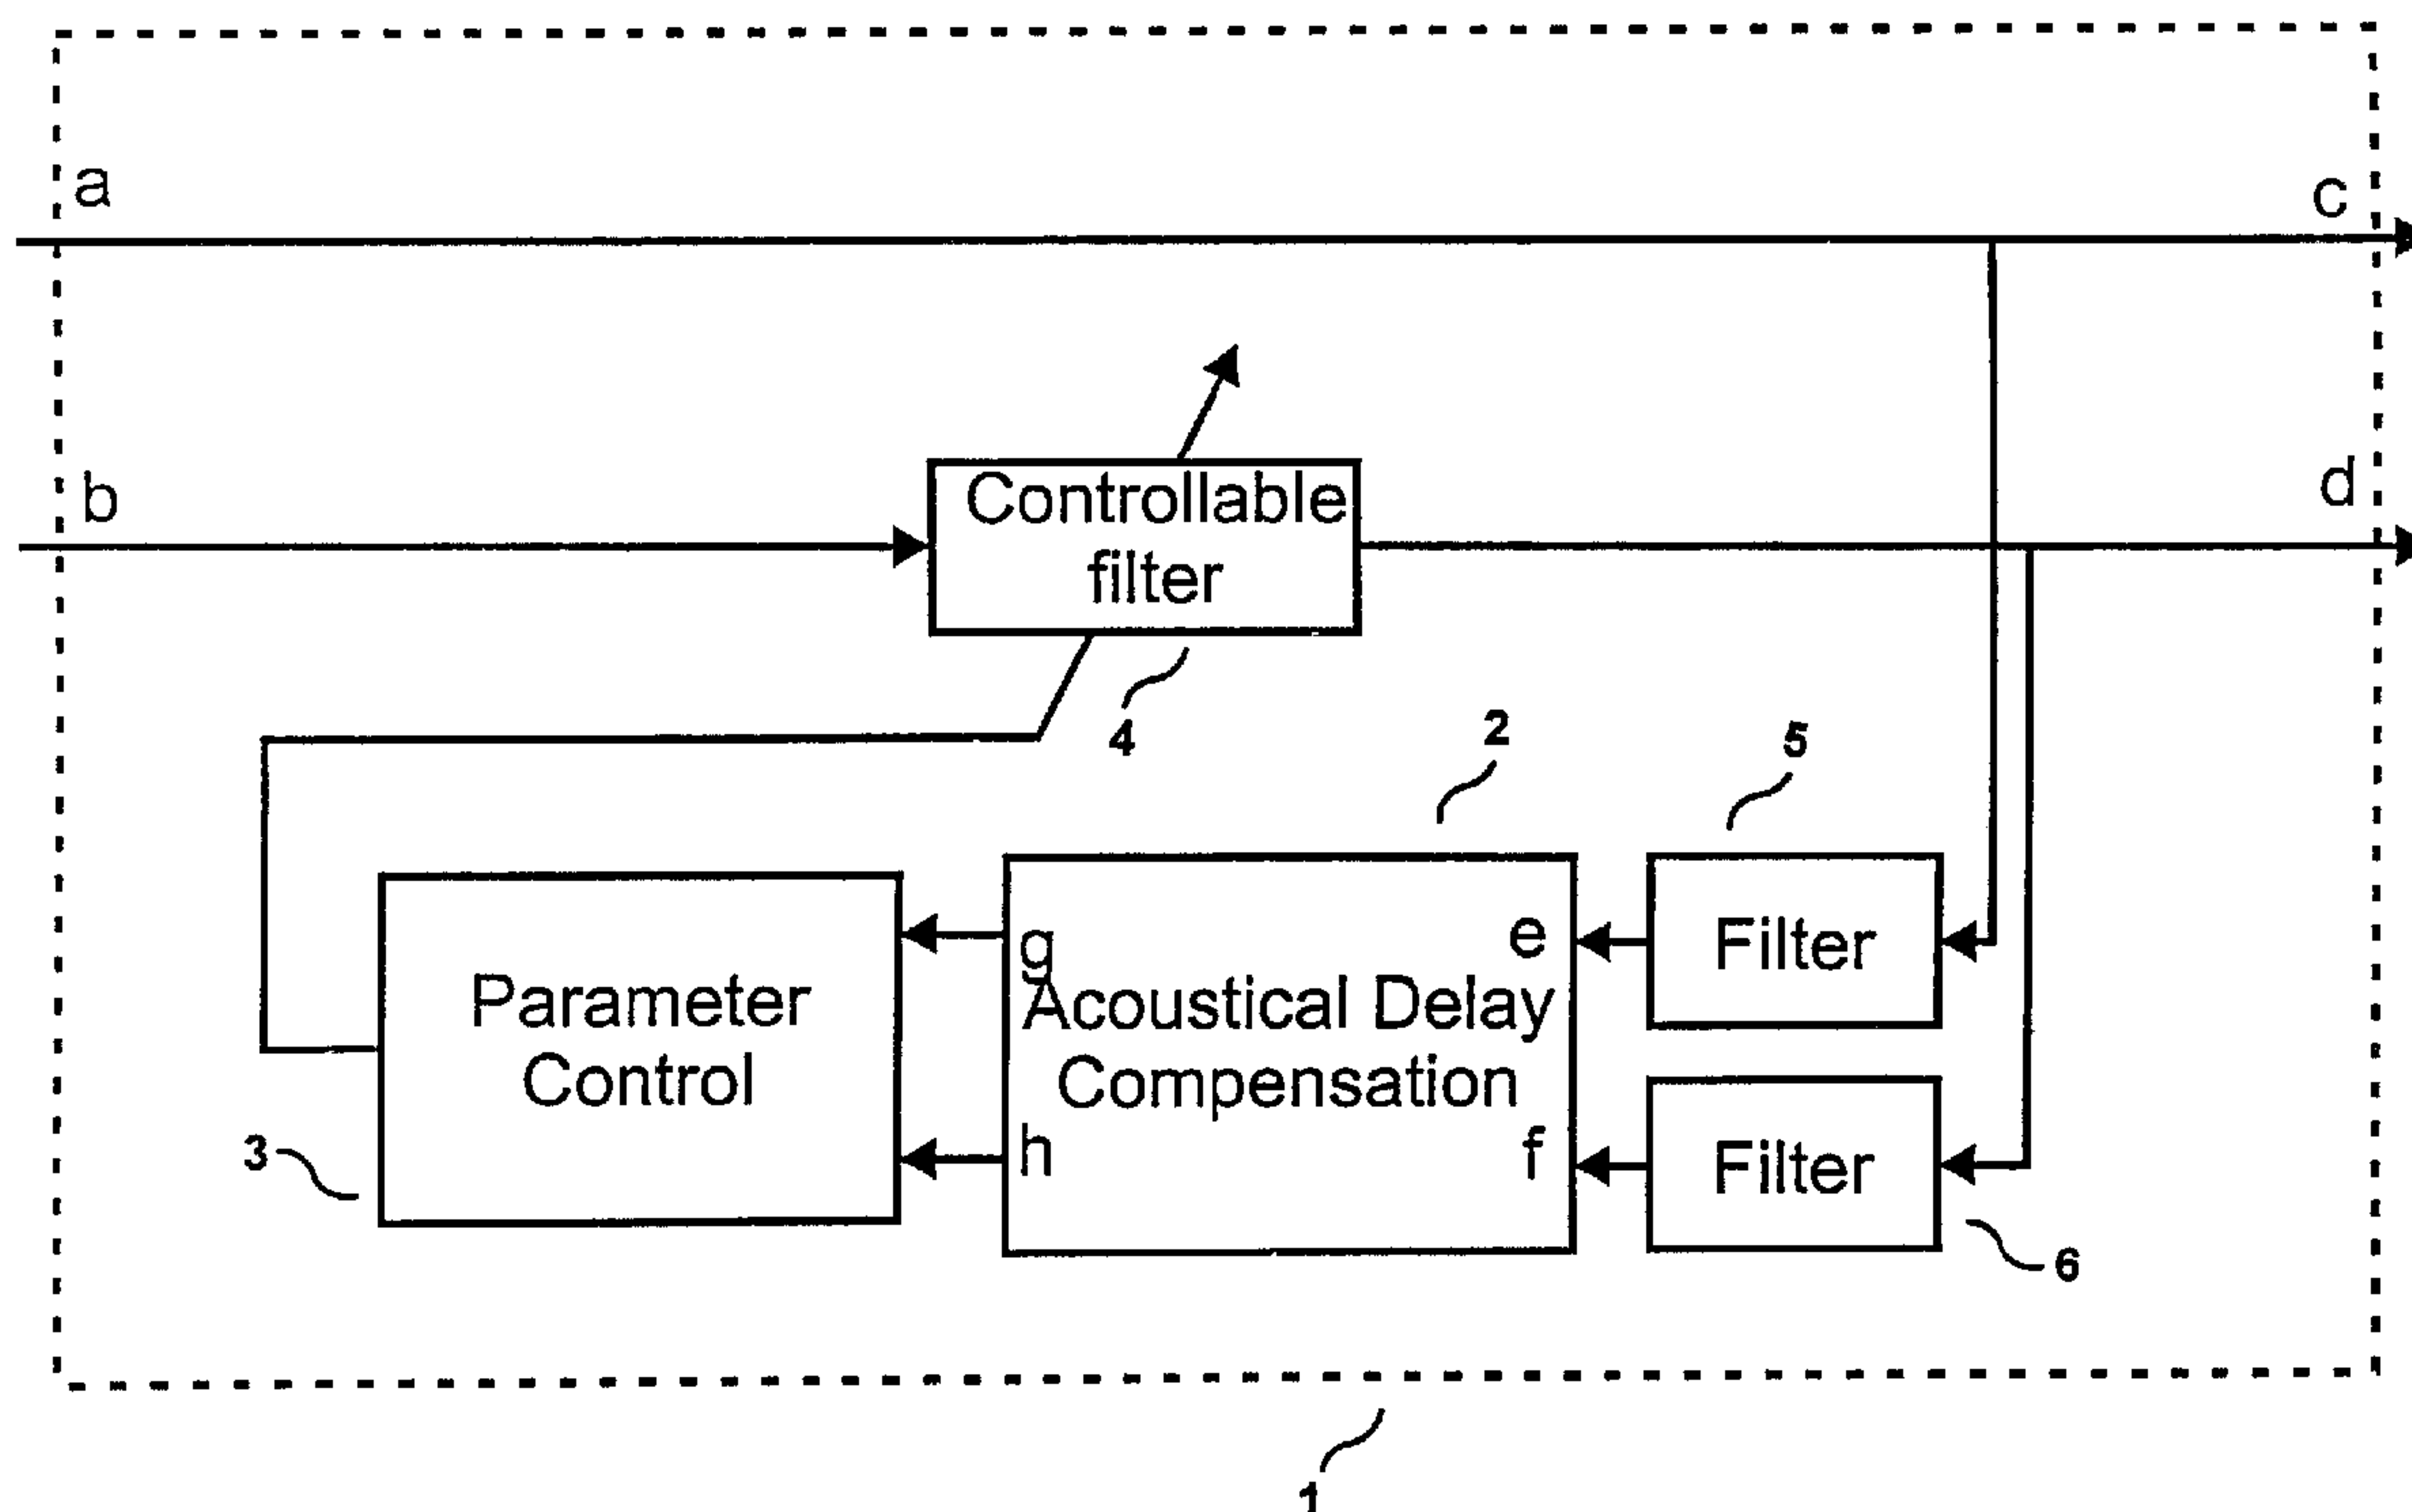 a
c
b
Controllable
filter
d
4
2
5
g
e
Filter
Parameter
Control
Acoustical Delay
Compensation
3
h
f
Filter
6
1